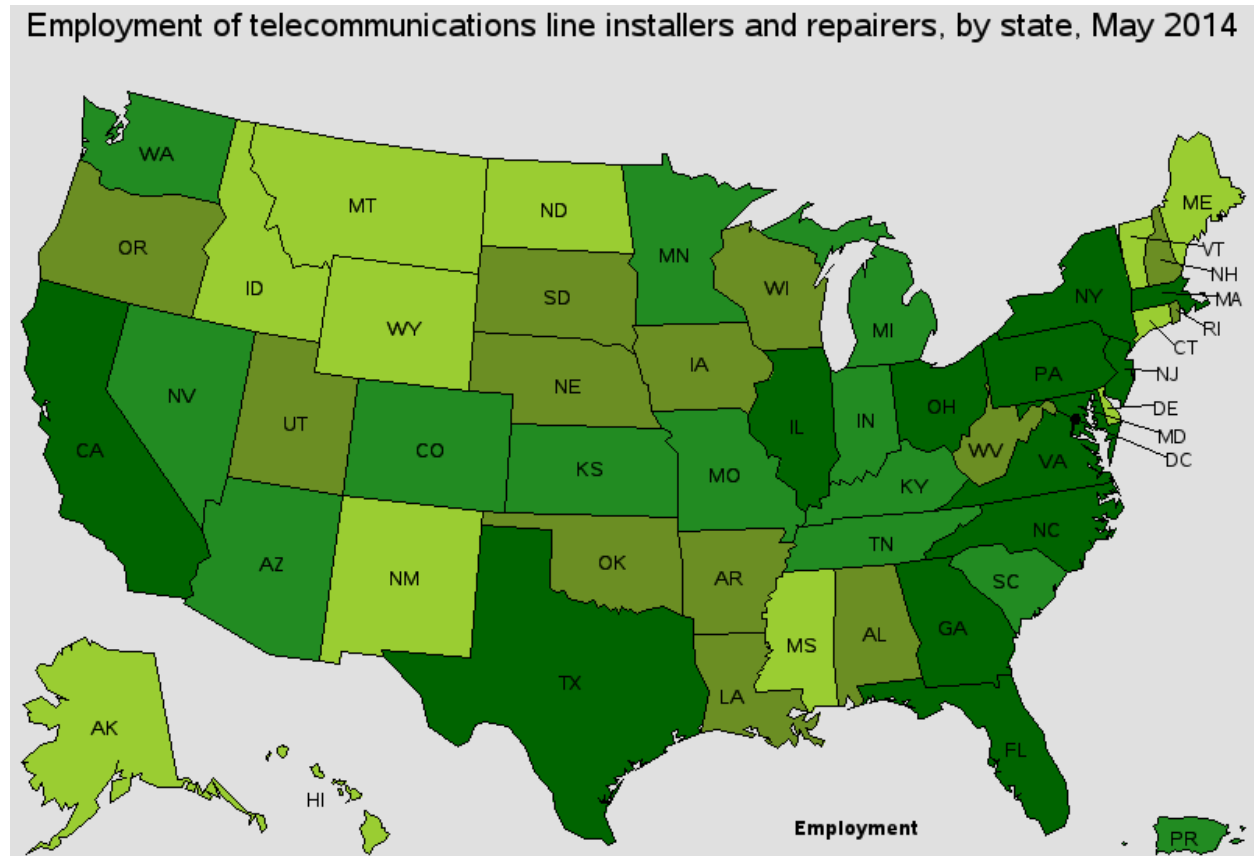 Employment of telecommunications line installers and repairers, by state, May 2014
WA
MT
ND
ME
OR
MN
VT
ID
SD
WI
NH
WY
NY
MA
MI
RI
CT
NV
NE
IA
PA
NJ
UT
OH
DE
CA
CO
IL
IN
MD
KS
MO
WV
VA
DC
KY
AZ
NM
OK
TN
NC
AR
SC
MS
AL
GA
TX
LA
AK
FL
HI
Employment
PR